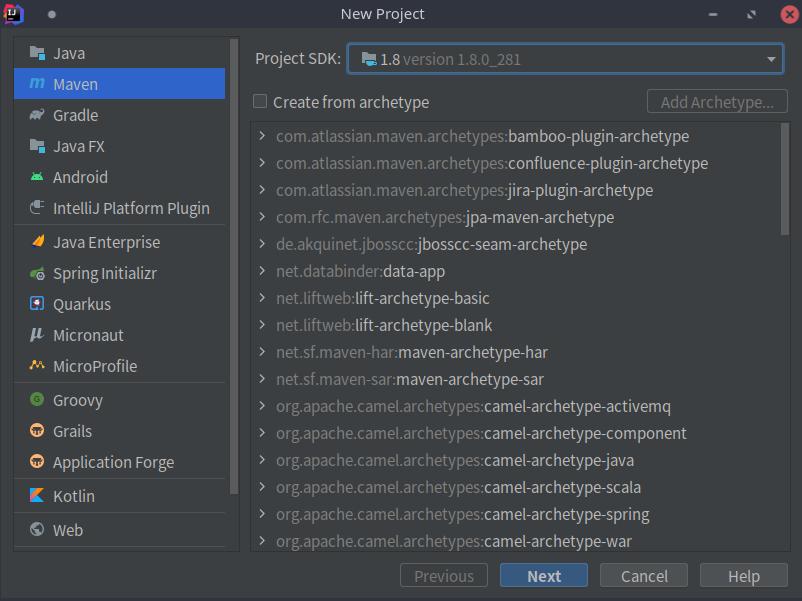 New Project
Java
Maven
Gradle
Java FX
Android
IntelliJ Platform Plugin
Java Enterprise
Spring Initializr
Quarkus
Micronaut
MicroProfile
Groovy
Grails
Application Forge
Kotlin
Web
Project SDK: 1.8 version 1.8.0_281
Create from archetype Add Archetype...
com.atlassian.maven.archetypes:bamboo-plugin-archetype
com.atlassian.maven.archetypes:confluence-plugin-archetype
com.atlassian.maven.archetypes:jira-plugin-archetype
com.rfc.maven.archetypes:jpa-maven-archetype
de.akquinet.jbosscc:jbosscc-seam-archetype
net.databinder:data-app
net.liftweb:lift-archetype-basic
net.liftweb:lift-archetype-blank
net.sf.maven-har:maven-archetype-har
net.sf.maven-sar:maven-archetype-sar
org.apache.camel.archetypes:camel-archetype-activemq
org.apache.camel.archetypes:camel-archetype-component
org.apache.camel.archetypes:camel-archetype-java
org.apache.camel.archetypes:camel-archetype-scala
org.apache.camel.archetypes:camel-archetype-spring
org.apache.camel.archetypes:camel-archetype-war
Previous Next Cancel Help